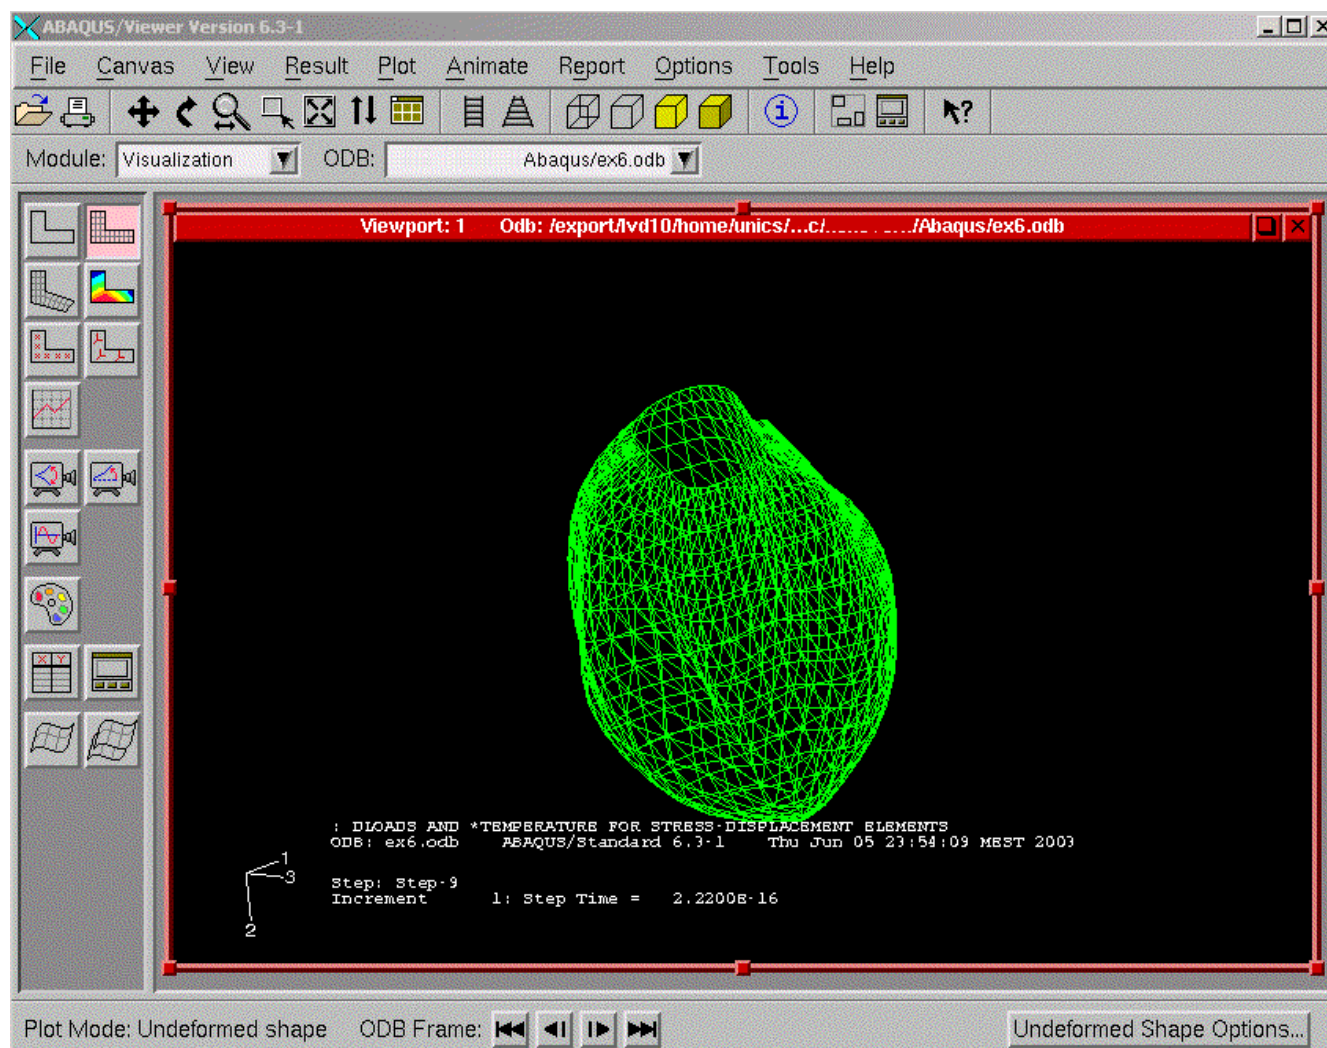 ABAQUS/Viewer Version 6.3-1
File Canvas View Result Plot Animate Report Options Tools Help
Module: Visualization ODB: Abaqus/ex6.odb
Viewport: 1 Odb: /export/lvd10/home/unics/...c/ /Abaqus/ex6.odb
: DLOADS AND *TEMPERATURE FOR STRESS-DISPLACEMENT ELEMENTS
ODB: ex6.odb ABAQUS/Standard 6.3-1 Thu Jun 05 23:54:09 MEST 2003
1
3
Step: Step-9
Increment 1: Step Time = 2.2200E-16
2
Plot Mode: Undeformed shape ODB Frame: Undeformed Shape Options...